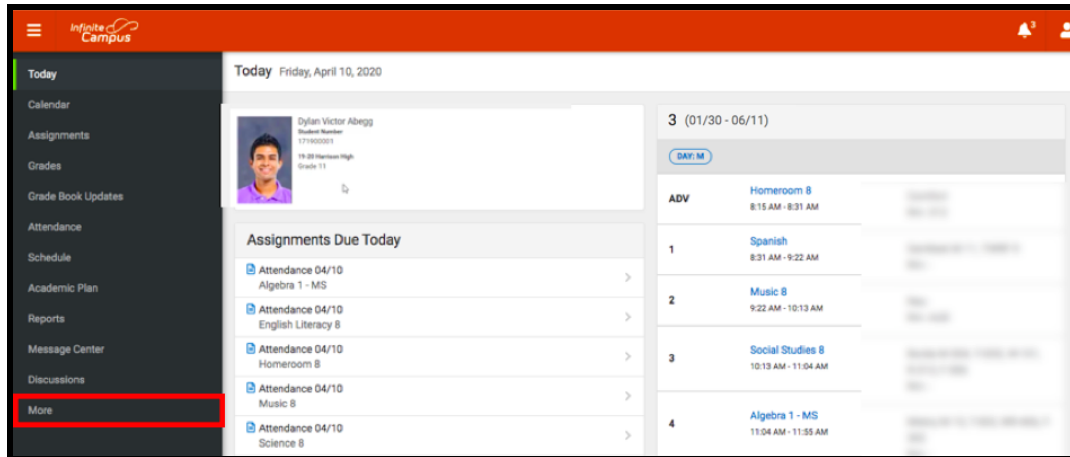 Infinite
Campus
3
Today
Calendar
Assignments
Grades
Grade Book Updates
Attendance
Schedule
Academic Plan
Reports
Message Center
Discussions
More
Today Friday, April 10, 2020
Dylan Victor Abegg
Student Number
171900001
19-20 Harrison High
Grade 11
Assignments Due Today
Attendance 04/10
Algebra 1 - MS
Attendance 04/10
English Literacy 8
Attendance 04/10
Homeroom 8
Attendance 04/10
Music 8
Attendance 04/10
Science 8
3 (01/30 - 06/11)
DAY: M
ADV Homeroom 8
8:15 AM - 8:31 AM
1 Spanish
8:31 AM - 9:22 AM
2 Music 8
9:22 AM - 10:13 AM
3 Social Studies 8
10:13 AM - 11:04 AM
4 Algebra 1 - MS
11:04 AM - 11:55 AM